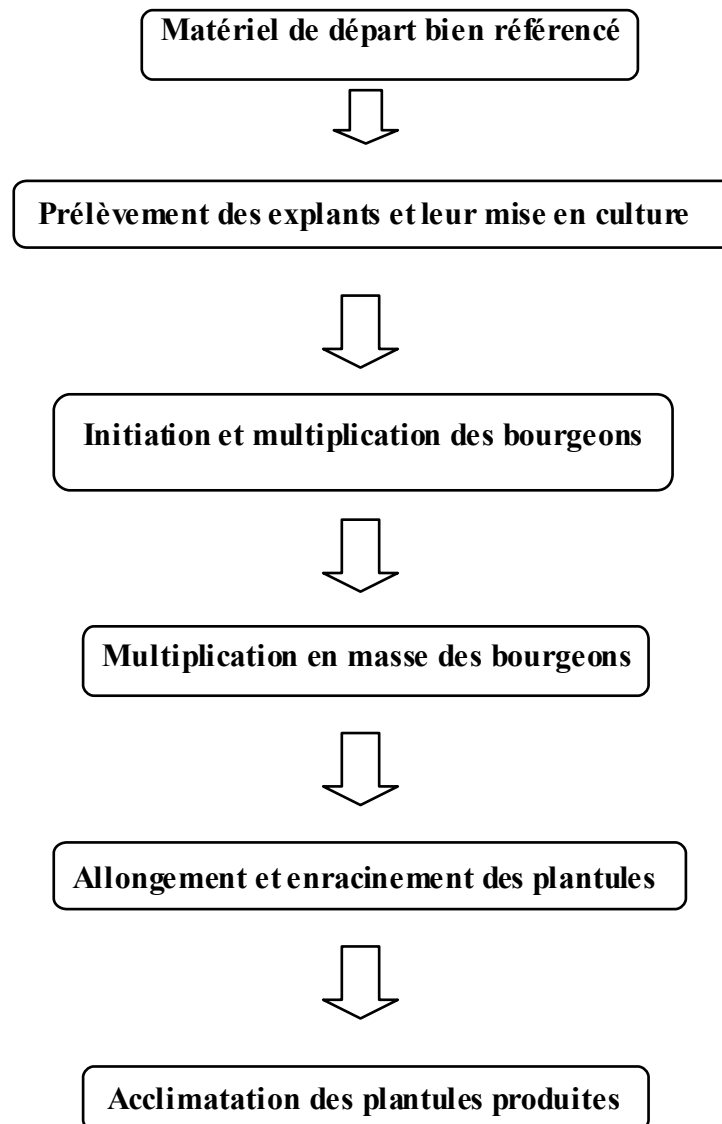 Matériel de départ bien référencé
Prélèvement des explants et leur mise en culture
Initiation et multiplication des bourgeons
Multiplication en masse des bourgeons
Allongement et enracinement des plantules
Acclimatation des plantules produites